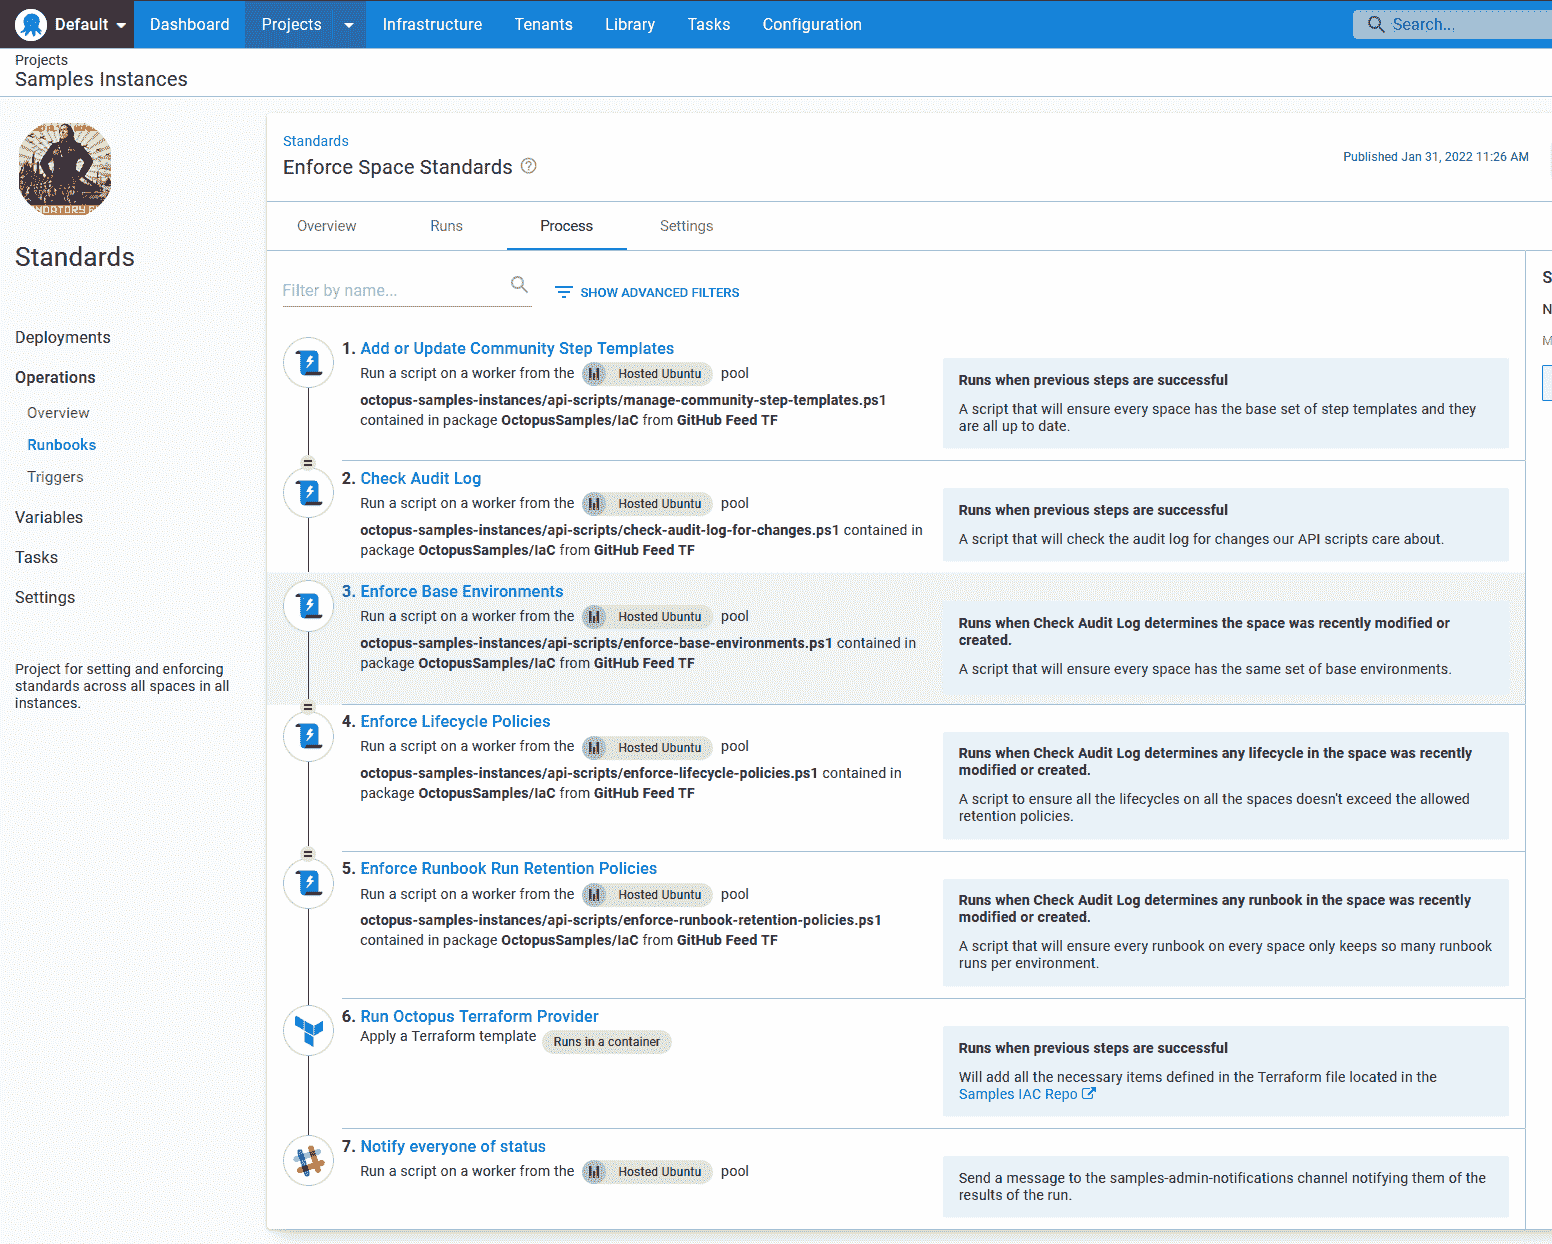 Default
Dashboard
Projects
Infrastructure
Tenants
Library
Tasks
Configuration
Search...
Projects
Samples Instances
Standards
Deployments
Operations
Overview
Runbooks
Triggers
Variables
Tasks
Settings
Project for setting and enforcing
standards across all spaces in all
instances.
Standards
Enforce Space Standards
Published Jan 31, 2022 11:26 AM
Overview
Runs
Process
Settings
Filter by name...
SHOW ADVANCED FILTERS
1. Add or Update Community Step Templates
Run a script on a worker from the Hosted Ubuntu pool
octopus-samples-instances/api-scripts/manage-community-step-templates.ps1
contained in package OctopusSamples/IaC from GitHub Feed TF
Runs when previous steps are successful
A script that will ensure every space has the base set of step templates and they
are all up to date.
2. Check Audit Log
Run a script on a worker from the Hosted Ubuntu pool
octopus-samples-instances/api-scripts/check-audit-log-for-changes.ps1 contained in
package OctopusSamples/IaC from GitHub Feed TF
Runs when previous steps are successful
A script that will check the audit log for changes our API scripts care about.
3. Enforce Base Environments
Run a script on a worker from the Hosted Ubuntu pool
octopus-samples-instances/api-scripts/enforce-base-environments.ps1 contained in
package OctopusSamples/IaC from GitHub Feed TF
Runs when Check Audit Log determines the space was recently modified or
created.
A script that will ensure every space has the same set of base environments.
4. Enforce Lifecycle Policies
Run a script on a worker from the Hosted Ubuntu pool
octopus-samples-instances/api-scripts/enforce-lifecycle-policies.ps1 contained in
package OctopusSamples/IaC from GitHub Feed TF
Runs when Check Audit Log determines any lifecycle in the space was recently
modified or created.
A script to ensure all the lifecycles on all the spaces doesn't exceed the allowed
retention policies.
5. Enforce Runbook Run Retention Policies
Run a script on a worker from the Hosted Ubuntu pool
octopus-samples-instances/api-scripts/enforce-runbook-retention-policies.ps1
contained in package OctopusSamples/IaC from GitHub Feed TF
Runs when Check Audit Log determines any runbook in the space was recently
modified or created.
A script that will ensure every runbook on every space only keeps so many runbook
runs per environment.
6. Run Octopus Terraform Provider
Apply a Terraform template Runs in a container
Runs when previous steps are successful
Will add all the necessary items defined in the Terraform file located in the
Samples IAC Repo
7. Notify everyone of status
Run a script on a worker from the Hosted Ubuntu pool
Send a message to the samples-admin-notifications channel notifying them of the
results of the run.